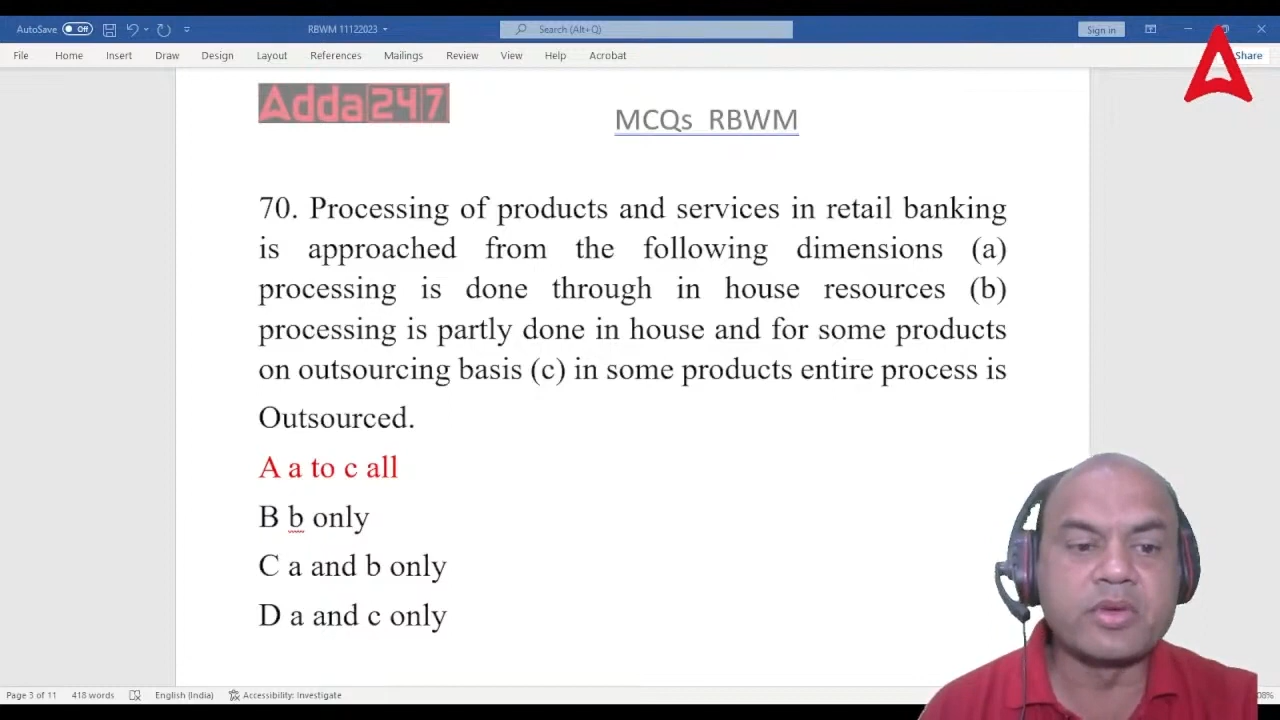 AutoSave Off RBWM 11122023 Search (Alt+Q) Sign in
File Home Insert Draw Design Layout References Mailings Review View Help Acrobat Share
Adda247
MCQs RBWM
70. Processing of products and services in retail banking
is approached from the following dimensions (a)
processing is done through in house resources (b)
processing is partly done in house and for some products
on outsourcing basis (c) in some products entire process is
Outsourced.
A a to c all
B b only
C a and b only
D a and c only
Page 3 of 11 418 words English (India) Accessibility: Investigate